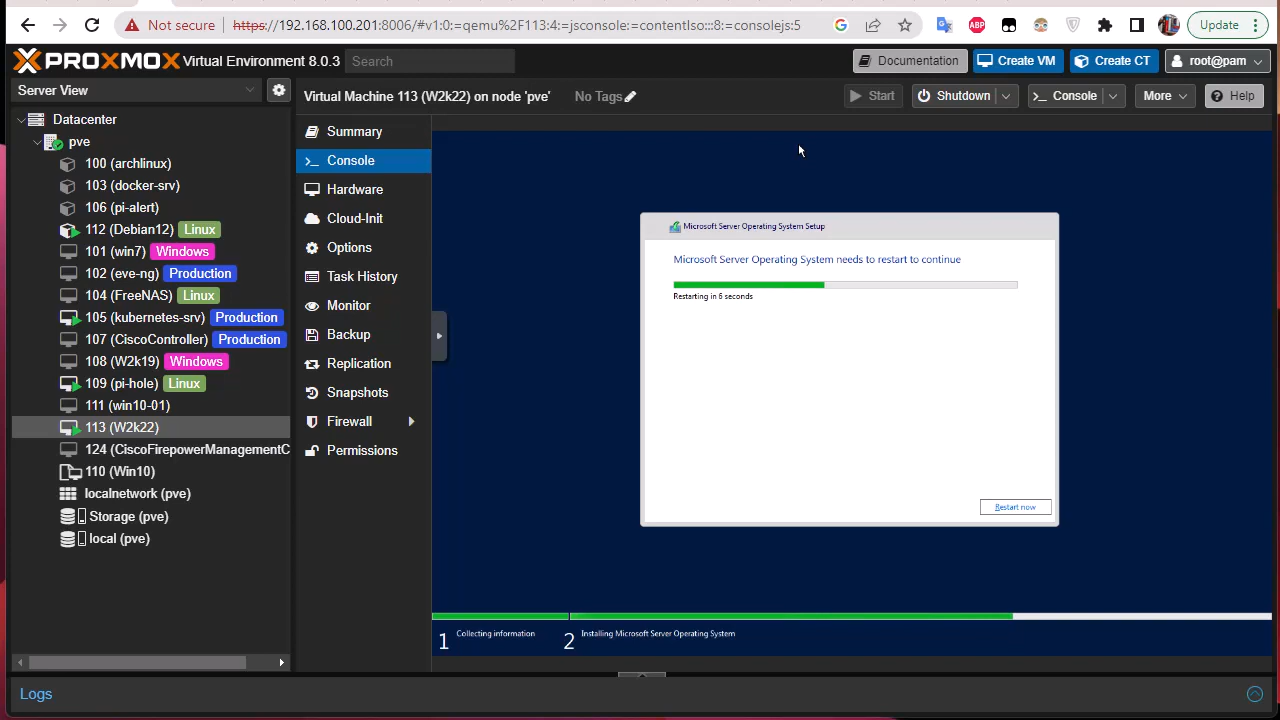 Not secure
https://192.168.100.201:8006/#v1:0:=qemu%2F113:4:=jsconsole:=contentIso:::8:=consolejs:5
ABP
Update
PROXMOX Virtual Environment 8.0.3
Search
Documentation
Create VM
Create CT
root@pam
Server View
Virtual Machine 113 (W2k22) on node 'pve'
No Tags
Start
Shutdown
Console
More
Help
Datacenter
pve
100 (archlinux)
103 (docker-srv)
106 (pi-alert)
112 (Debian12) Linux
101 (win7) Windows
102 (eve-ng) Production
104 (FreeNAS) Linux
105 (kubernetes-srv) Production
107 (CiscoController) Production
108 (W2k19) Windows
109 (pi-hole) Linux
111 (win10-01)
113 (W2k22)
124 (CiscoFirepowerManagementC
110 (Win10)
localnetwork (pve)
Storage (pve)
local (pve)
Summary
Console
Hardware
Cloud-Init
Options
Task History
Monitor
Backup
Replication
Snapshots
Firewall
Permissions
Microsoft Server Operating System Setup
Microsoft Server Operating System needs to restart to continue
Restarting in 6 seconds
Restart now
1 Collecting information
2 Installing Microsoft Server Operating System
Logs